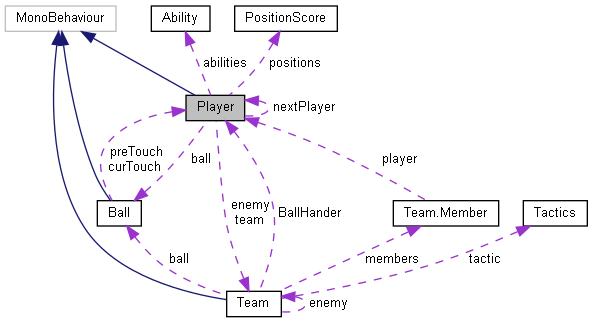 MonoBehaviour
Ability
PositionScore
abilities
positions
Player
nextPlayer
preTouch
curTouch
ball
player
enemy
team
BallHander
Ball
Team.Member
Tactics
ball
members
tactic
Team
enemy